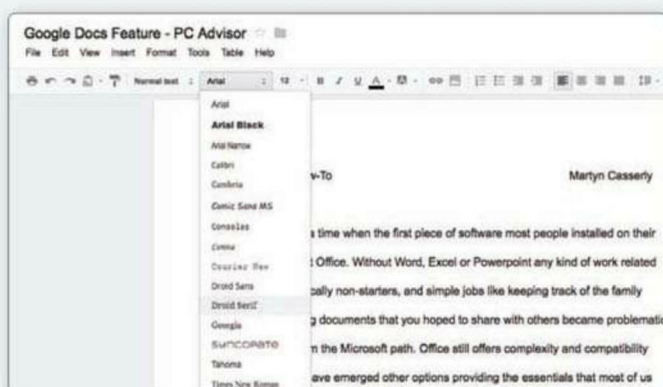 Google Docs Feature - PC Advisor
File Edit View Insert Format Tools Table Help
Normal text Arial 12 B I U A
Arial
Arial Black
Arial Narrow
Calibri
Cambria
Comic Sans MS
Consolas
Corsiva
Courier New
Droid Sans
Droid Serif
Georgia
SYNCOPATE
Tahoma
Times New Roman
w-To Martyn Casserly
a time when the first piece of software most people installed on their
Office. Without Word, Excel or Powerpoint any kind of work related
cally non-starters, and simple jobs like keeping track of the family
g documents that you hoped to share with others became problematic
the Microsoft path. Office still offers complexity and compatibility
ave emerged other options providing the essentials that most of us